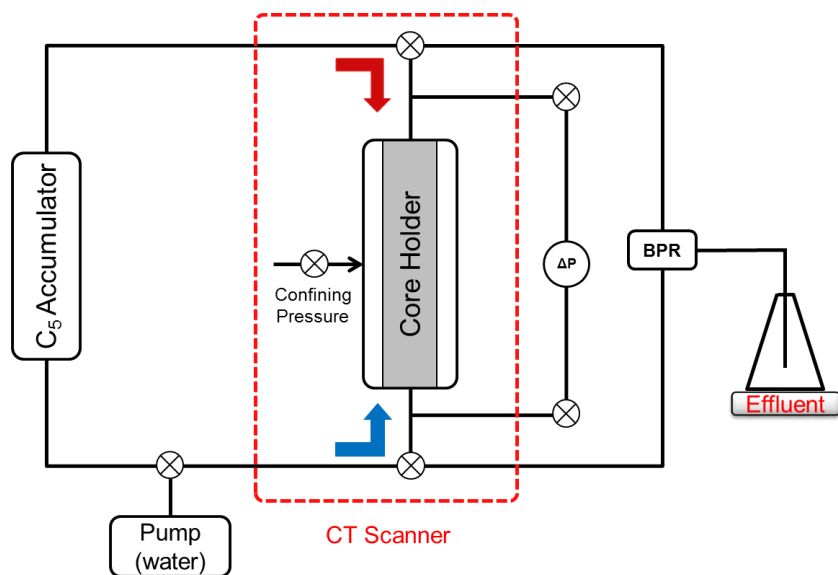 C₅ Accumulator
Confining
Pressure
Core Holder
ΔP
BPR
Effluent
Pump
(water)
CT Scanner